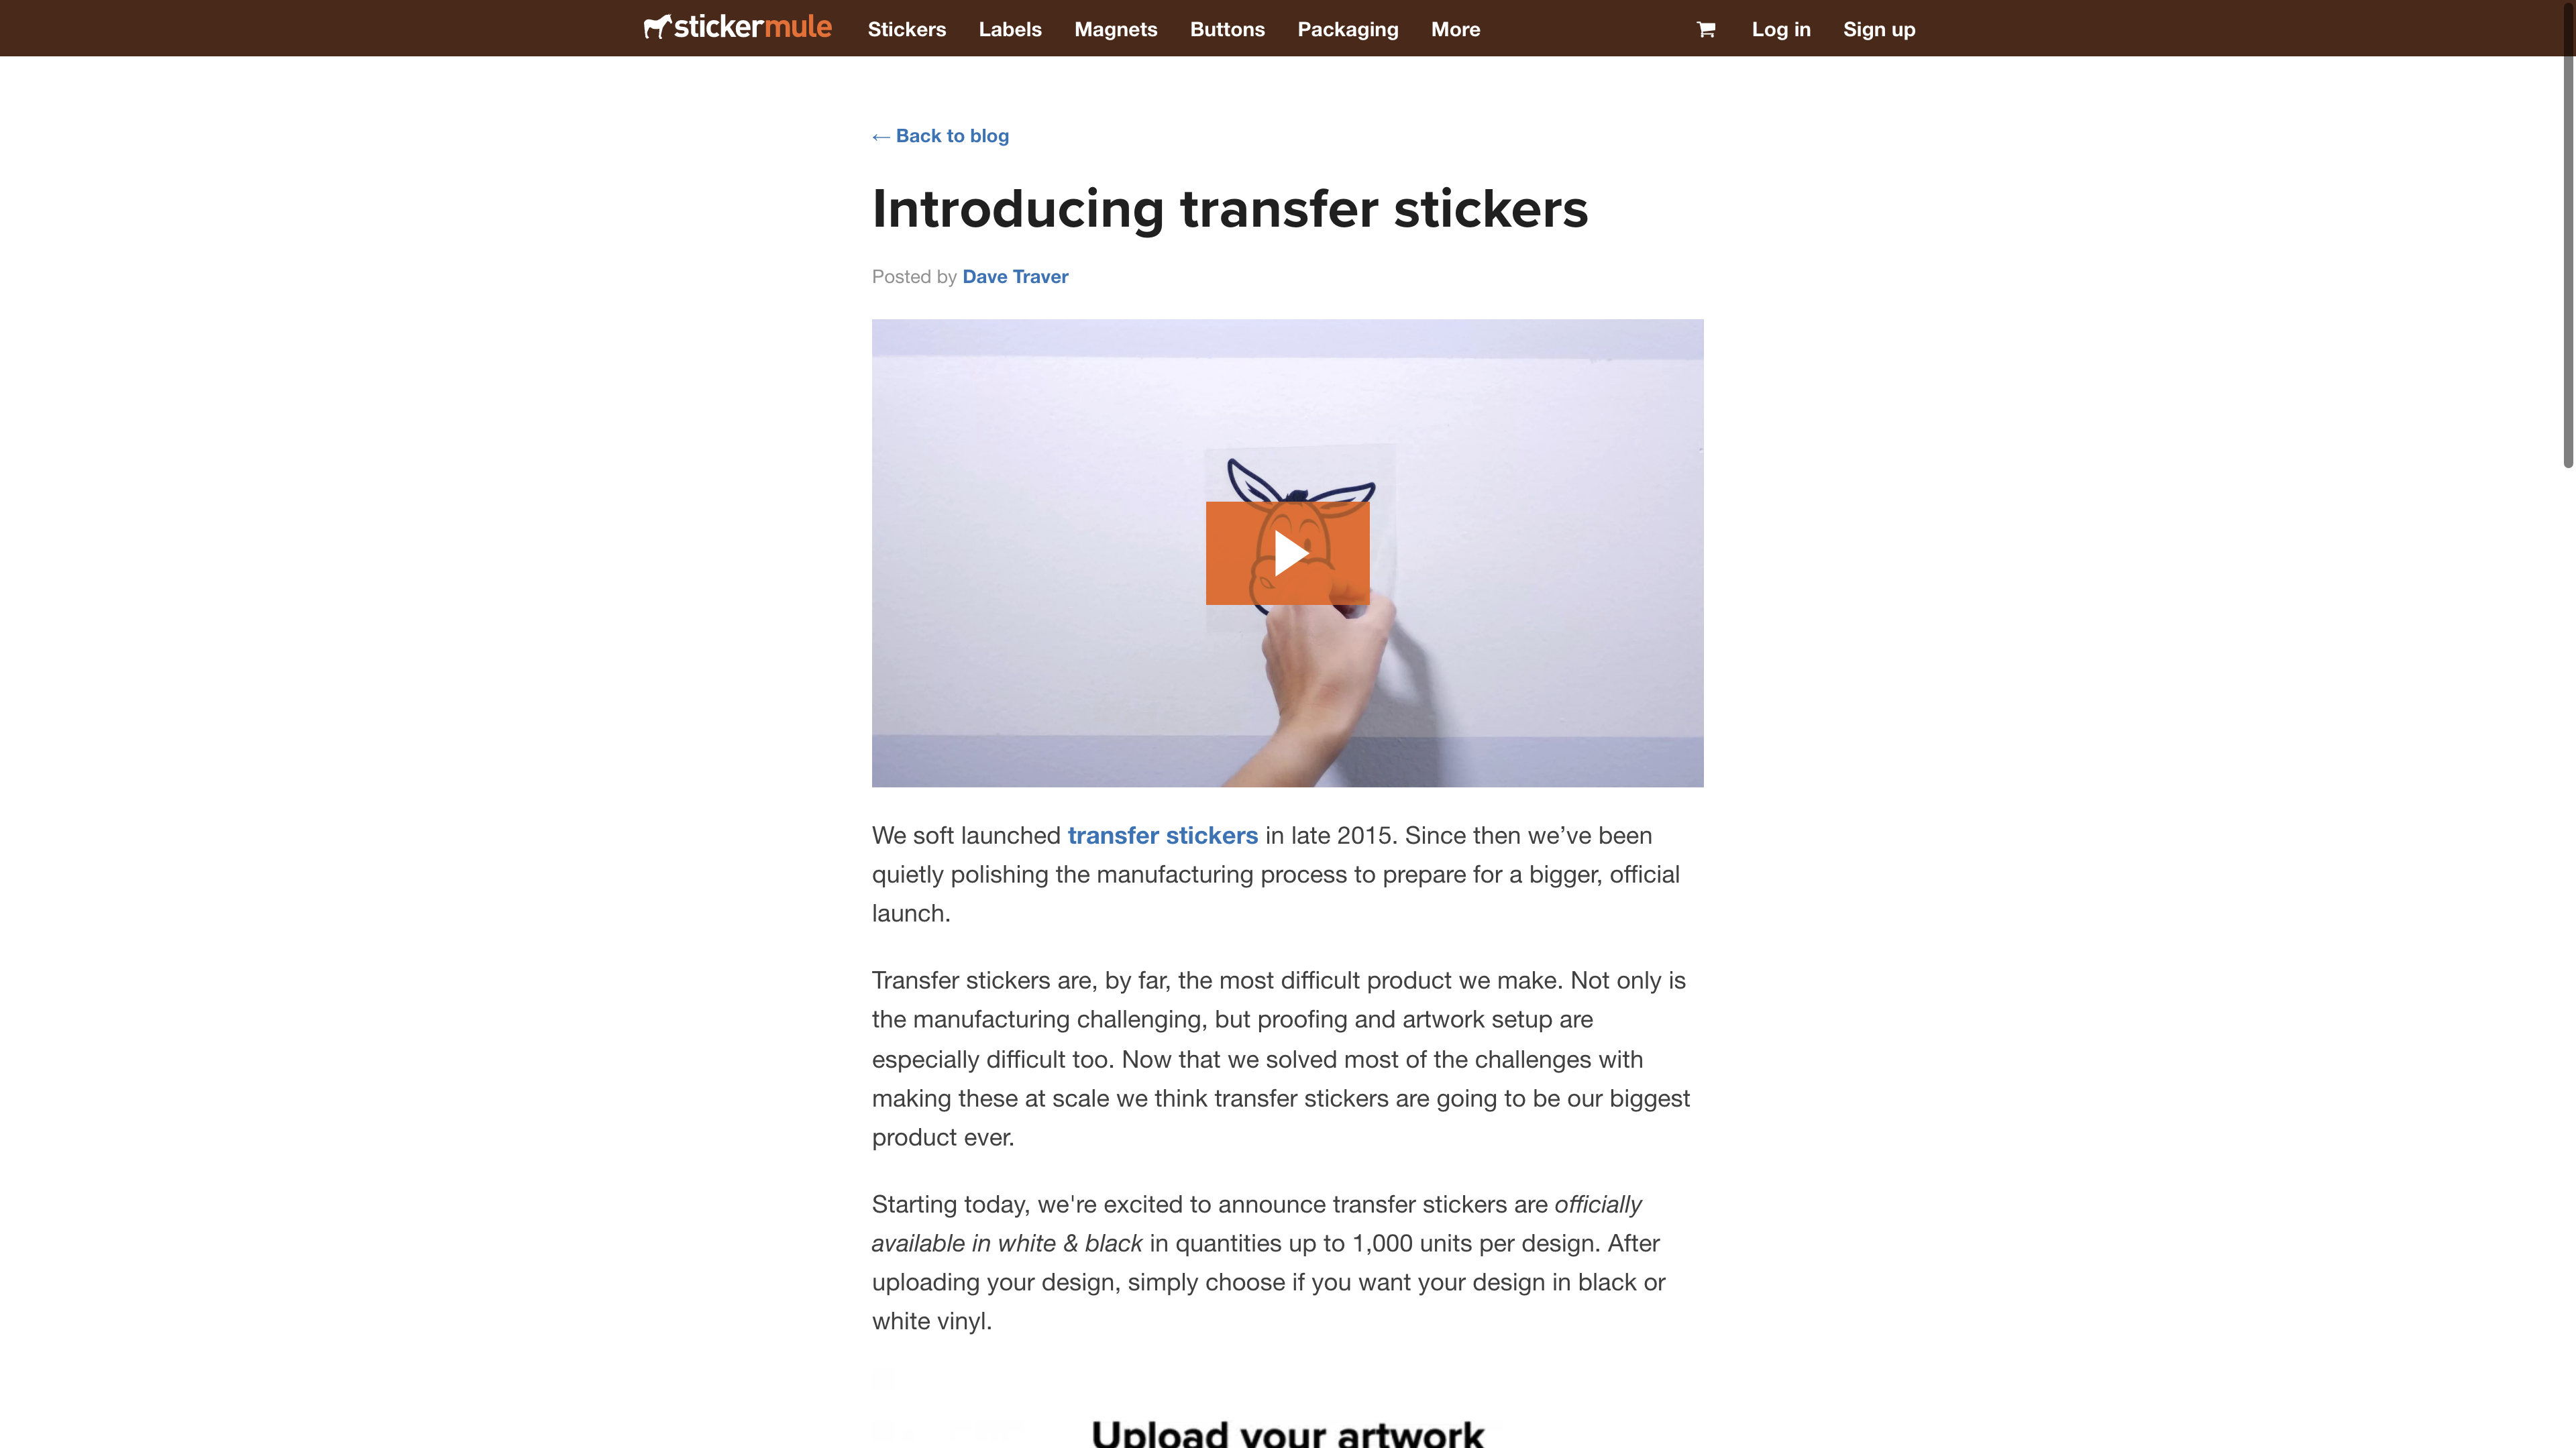 stickermule Stickers Labels Magnets Buttons Packaging More Log in Sign up
← Back to blog
Introducing transfer stickers
Posted by Dave Traver
We soft launched transfer stickers in late 2015. Since then we’ve been
quietly polishing the manufacturing process to prepare for a bigger, official
launch.
Transfer stickers are, by far, the most difficult product we make. Not only is
the manufacturing challenging, but proofing and artwork setup are
especially difficult too. Now that we solved most of the challenges with
making these at scale we think transfer stickers are going to be our biggest
product ever.
Starting today, we're excited to announce transfer stickers are officially
available in white & black in quantities up to 1,000 units per design. After
uploading your design, simply choose if you want your design in black or
white vinyl.
Upload your artwork